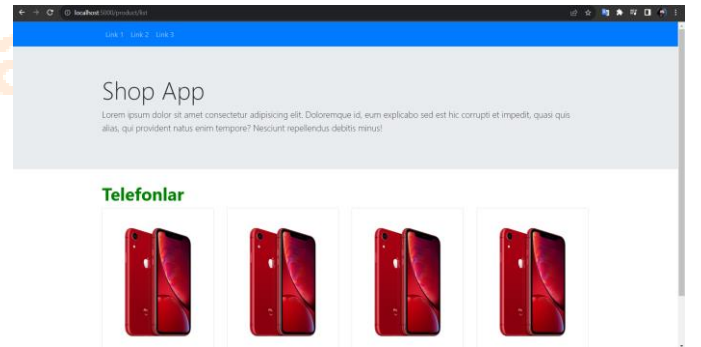 localhost:5000/product/list
Link 1 Link 2 Link 3
Shop App
Lorem ipsum dolor sit amet consectetur adipisicing elit. Doloremque id, eum explicabo sed est hic corrupti et impedit, quasi quis
alias, qui provident natus enim tempore? Nesciunt repellendus debitis minus!
Telefonlar